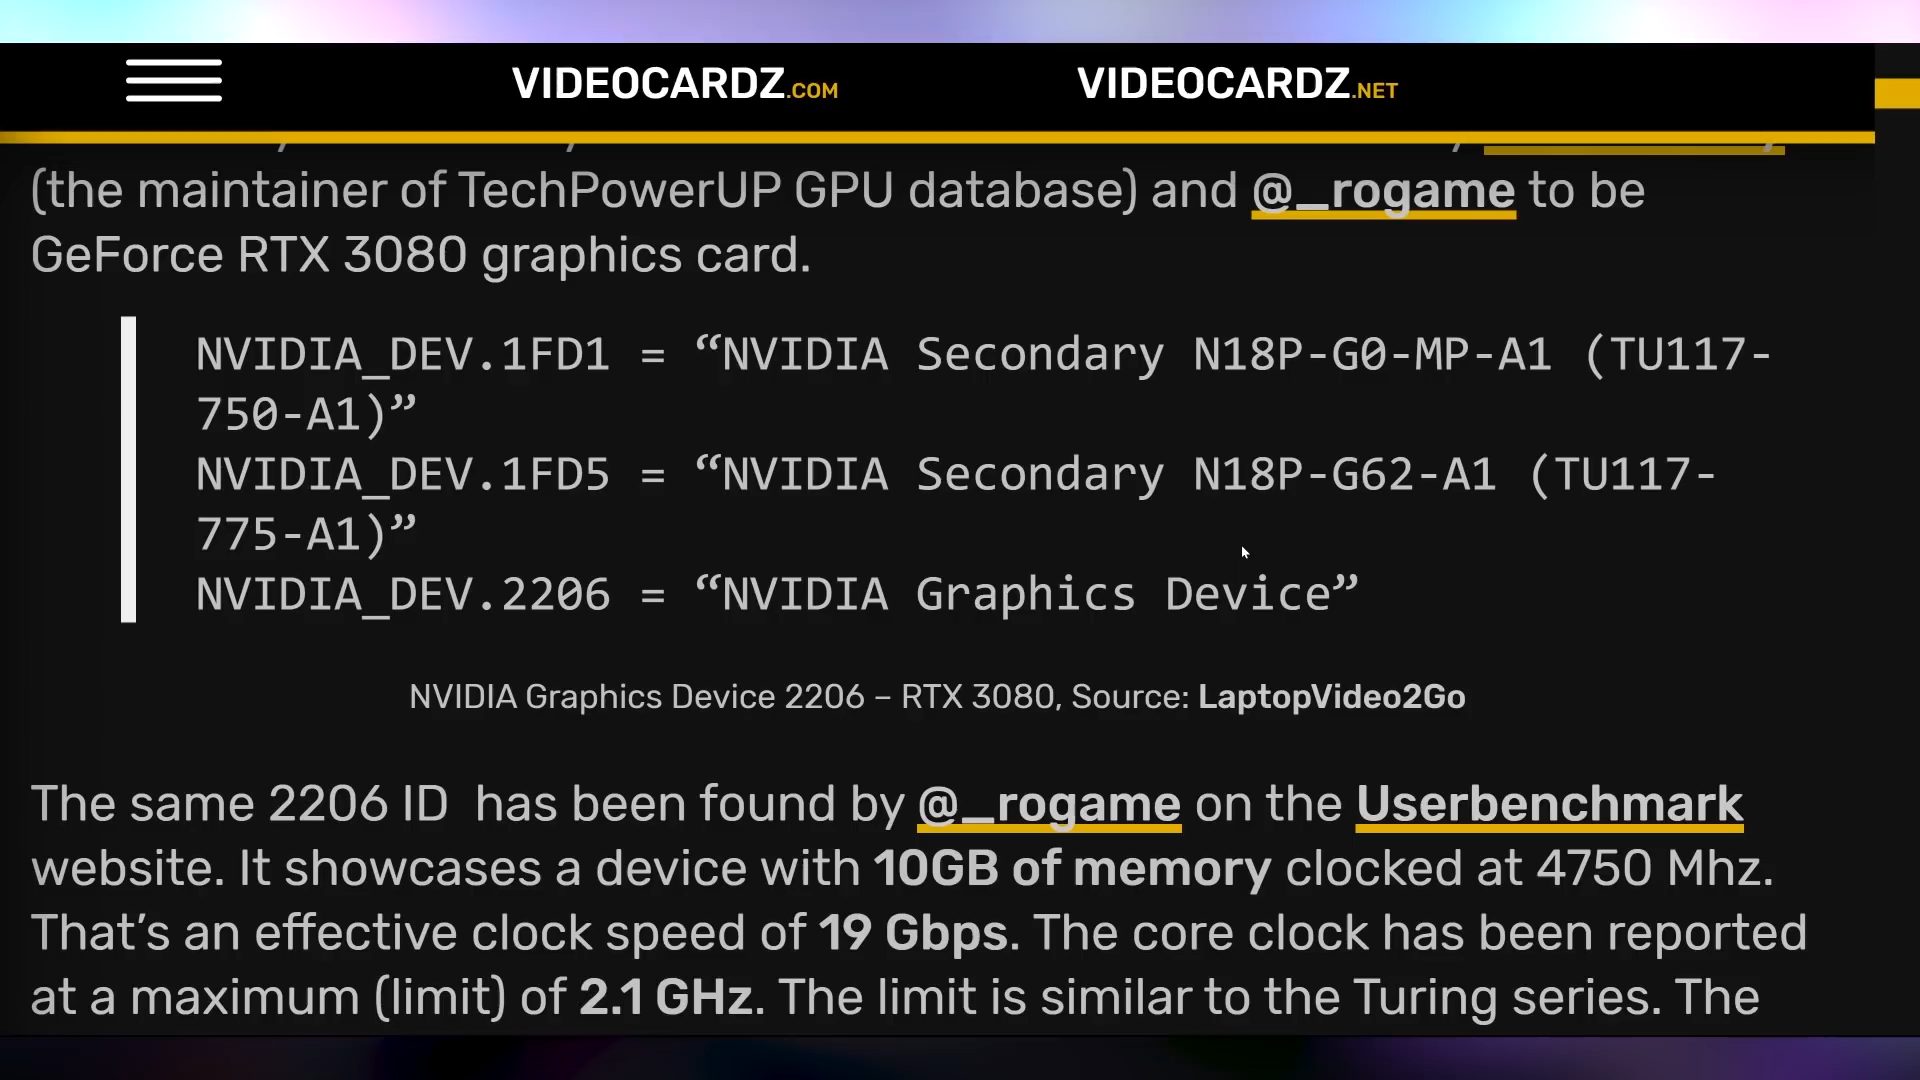 VIDEOCARDZ.COM VIDEOCARDZ.NET
(the maintainer of TechPowerUP GPU database) and @_rogame to be
GeForce RTX 3080 graphics card.
NVIDIA_DEV.1FD1 = “NVIDIA Secondary N18P-G0-MP-A1 (TU117-
750-A1)”
NVIDIA_DEV.1FD5 = “NVIDIA Secondary N18P-G62-A1 (TU117-
775-A1)”
NVIDIA_DEV.2206 = “NVIDIA Graphics Device”
NVIDIA Graphics Device 2206 – RTX 3080, Source: LaptopVideo2Go
The same 2206 ID  has been found by @_rogame on the Userbenchmark
website. It showcases a device with 10GB of memory clocked at 4750 Mhz.
That’s an effective clock speed of 19 Gbps. The core clock has been reported
at a maximum (limit) of 2.1 GHz. The limit is similar to the Turing series. The